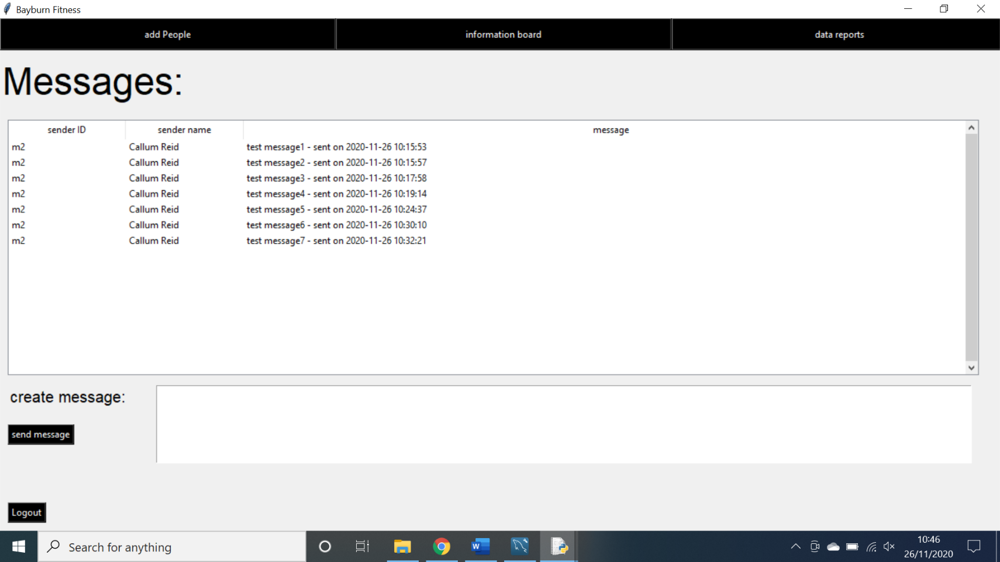 Bayburn Fitness
add People information board data reports
Messages:
sender ID sender name message
m2 Callum Reid test message1 - sent on 2020-11-26 10:15:53
m2 Callum Reid test message2 - sent on 2020-11-26 10:15:57
m2 Callum Reid test message3 - sent on 2020-11-26 10:17:58
m2 Callum Reid test message4 - sent on 2020-11-26 10:19:14
m2 Callum Reid test message5 - sent on 2020-11-26 10:24:37
m2 Callum Reid test message6 - sent on 2020-11-26 10:30:10
m2 Callum Reid test message7 - sent on 2020-11-26 10:32:21
create message:
send message
Logout
Search for anything
W
10:46
26/11/2020